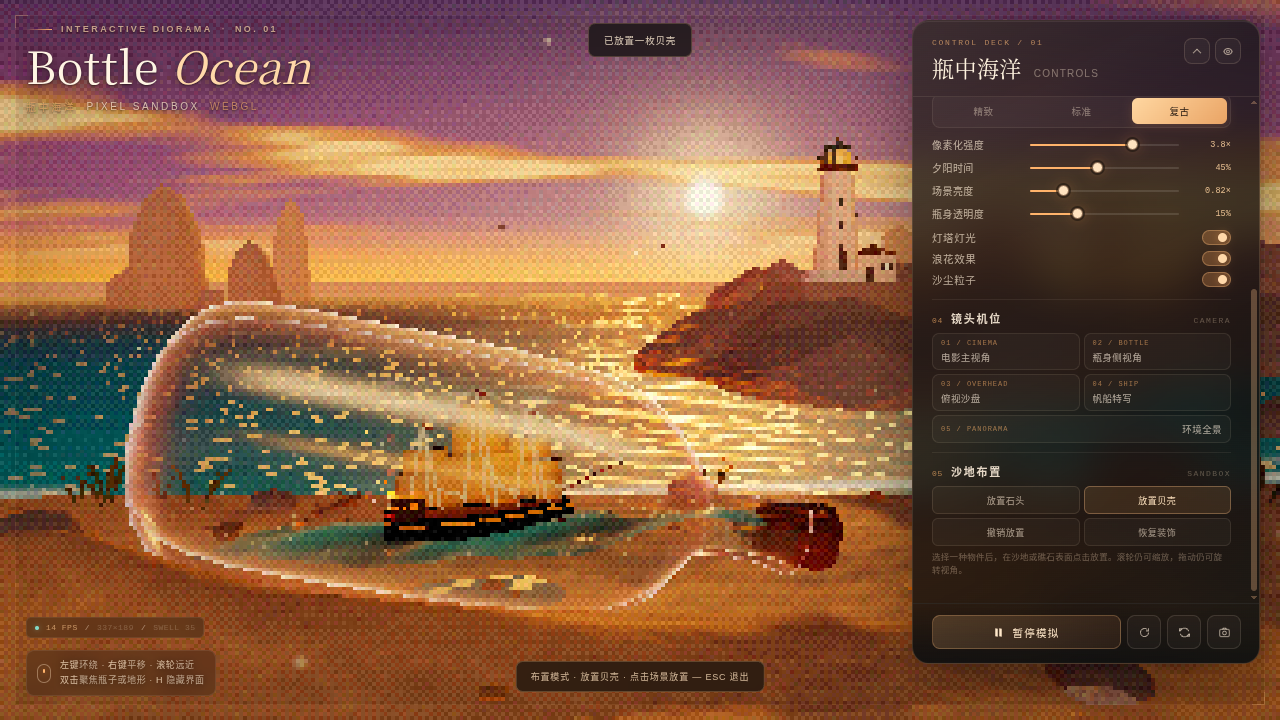 INTERACTIVE DIORAMA · NO. 01
Bottle Ocean
瓶中海洋 · PIXEL SANDBOX · WEBGL
已放置一枚贝壳
CONTROL DECK / 01
瓶中海洋 CONTROLS
精致 标准 复古
像素化强度 3.8×
夕阳时间 45%
场景亮度 0.82×
瓶身透明度 15%
灯塔灯光
浪花效果
沙尘粒子
04 镜头机位 CAMERA
01 / CINEMA
电影主视角
02 / BOTTLE
瓶身侧视角
03 / OVERHEAD
俯视沙盘
04 / SHIP
帆船特写
05 / PANORAMA 环境全景
05 沙地布置 SANDBOX
放置石头 放置贝壳
撤销放置 恢复装饰
选择一种物件后，在沙地或礁石表面点击放置。滚轮仍可缩放，拖动仍可旋
转视角。
暂停模拟
14 FPS / 337×189 / SWELL 35
左键环绕 · 右键平移 · 滚轮远近
双击聚焦瓶子或地形 · H 隐藏界面
布置模式 · 放置贝壳 · 点击场景放置 — ESC 退出